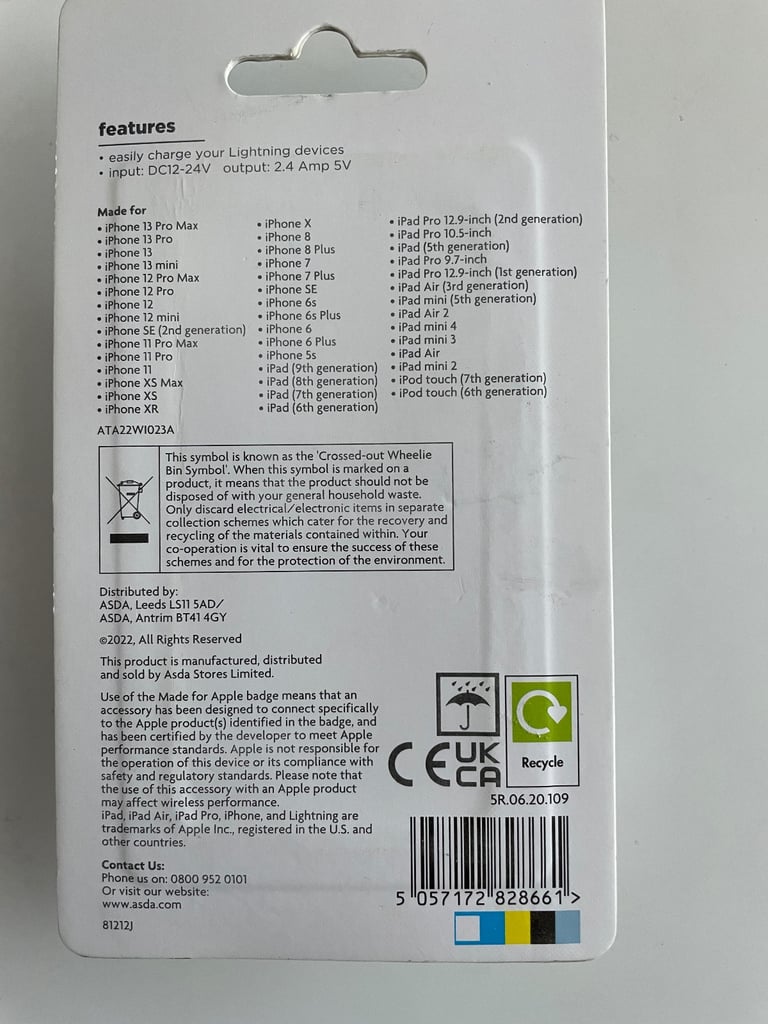 features
• easily charge your Lightning devices
• input: DC12-24V   output: 2.4 Amp 5V
Made for
• iPhone 13 Pro Max
• iPhone 13 Pro
• iPhone 13
• iPhone 13 mini
• iPhone 12 Pro Max
• iPhone 12 Pro
• iPhone 12
• iPhone 12 mini
• iPhone SE (2nd generation)
• iPhone 11 Pro Max
• iPhone 11 Pro
• iPhone 11
• iPhone XS Max
• iPhone XS
• iPhone XR
• iPhone X
• iPhone 8
• iPhone 8 Plus
• iPhone 7
• iPhone 7 Plus
• iPhone SE
• iPhone 6s
• iPhone 6s Plus
• iPhone 6
• iPhone 6 Plus
• iPhone 5s
• iPad (9th generation)
• iPad (8th generation)
• iPad (7th generation)
• iPad (6th generation)
• iPad Pro 12.9-inch (2nd generation)
• iPad Pro 10.5-inch
• iPad (5th generation)
• iPad Pro 9.7-inch
• iPad Pro 12.9-inch (1st generation)
• iPad Air (3rd generation)
• iPad mini (5th generation)
• iPad Air 2
• iPad mini 4
• iPad mini 3
• iPad Air
• iPad mini 2
• iPod touch (7th generation)
• iPod touch (6th generation)
ATA22WI023A
This symbol is known as the 'Crossed-out Wheelie
Bin Symbol'. When this symbol is marked on a
product, it means that the product should not be
disposed of with your general household waste.
Only discard electrical/electronic items in separate
collection schemes which cater for the recovery and
recycling of the materials contained within. Your
co-operation is vital to ensure the success of these
schemes and for the protection of the environment.
Distributed by:
ASDA, Leeds LS11 5AD/
ASDA, Antrim BT41 4GY
©2022, All Rights Reserved
This product is manufactured, distributed
and sold by Asda Stores Limited.
Use of the Made for Apple badge means that an
accessory has been designed to connect specifically
to the Apple product(s) identified in the badge, and
has been certified by the developer to meet Apple
performance standards. Apple is not responsible for
the operation of this device or its compliance with
safety and regulatory standards. Please note that
the use of this accessory with an Apple product
may affect wireless performance.
iPad, iPad Air, iPad Pro, iPhone, and Lightning are
trademarks of Apple Inc., registered in the U.S. and
other countries.
Contact Us:
Phone us on: 0800 952 0101
Or visit our website:
www.asda.com
81212J
CE
UK
CA
Recycle
5R.06.20.109
5 057172 828661 >